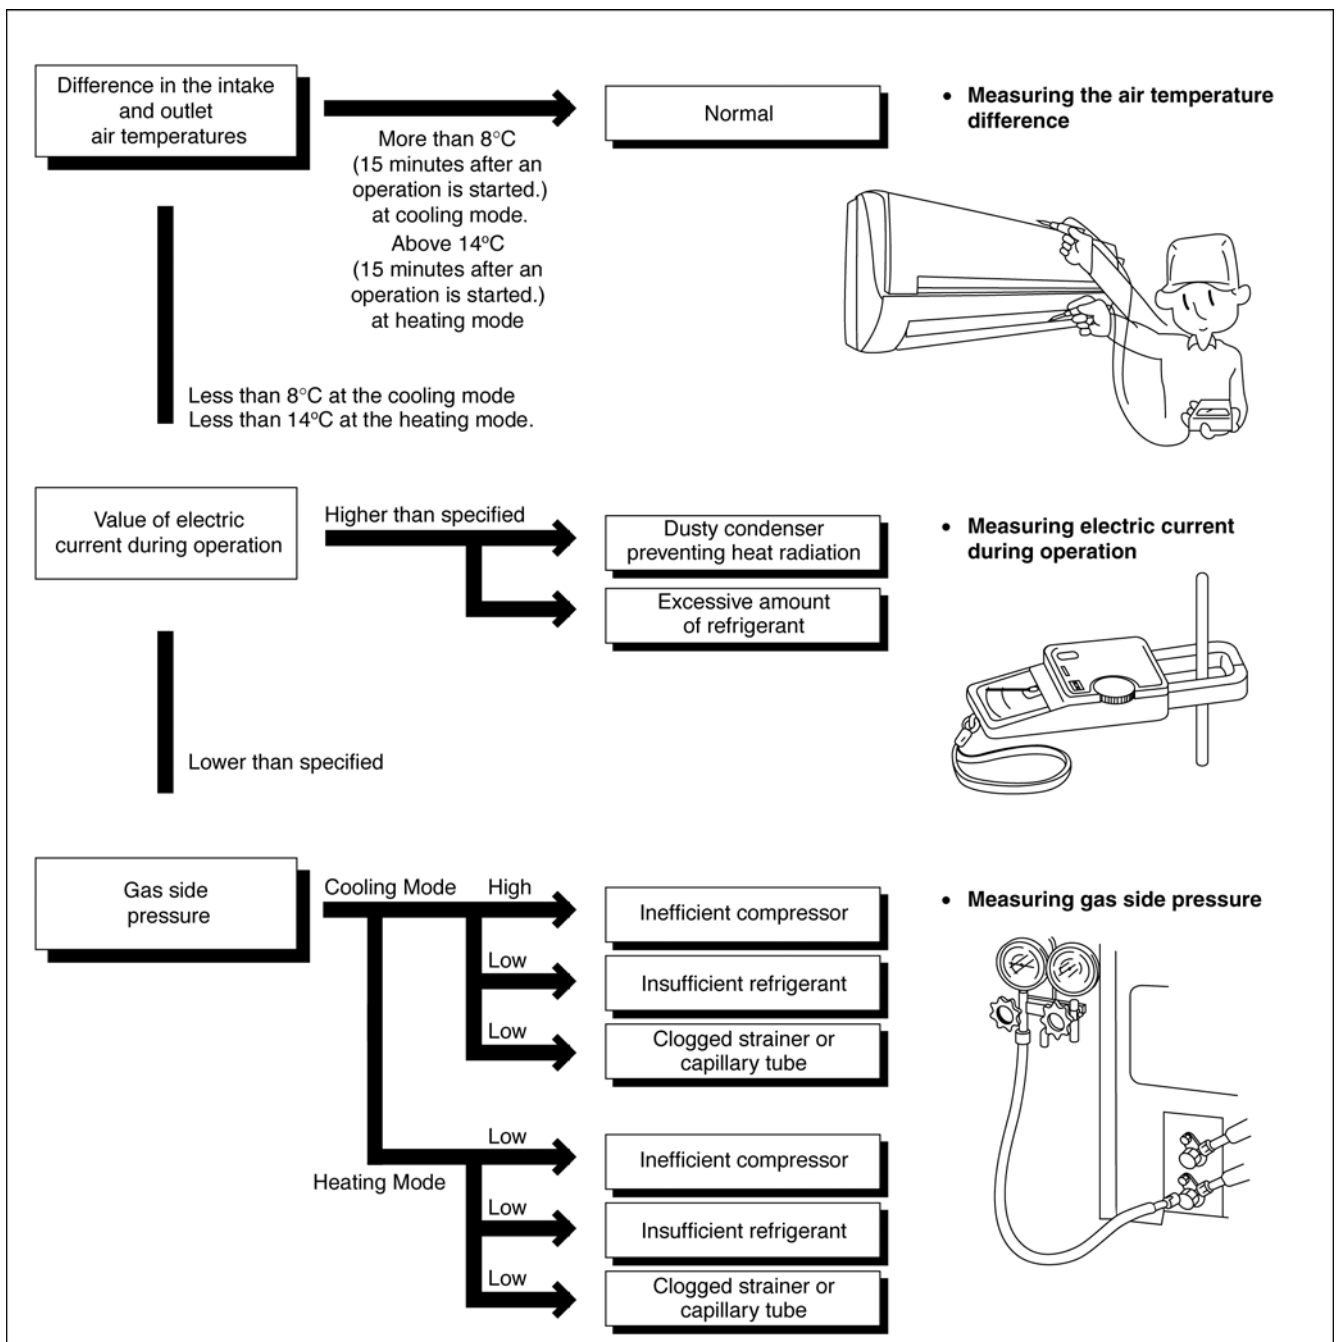 Difference in the intake
and outlet
air temperatures
More than 8°C
(15 minutes after an
operation is started.)
at cooling mode.
Above 14ºC
(15 minutes after an
operation is started.)
at heating mode
Normal
• Measuring the air temperature
difference
Less than 8°C at the cooling mode
Less than 14ºC at the heating mode.
Value of electric
current during operation
Higher than specified
Dusty condenser
preventing heat radiation
Excessive amount
of refrigerant
• Measuring electric current
during operation
Lower than specified
Gas side
pressure
Cooling Mode
High
Inefficient compressor
Low
Insufficient refrigerant
Low
Clogged strainer or
capillary tube
Heating Mode
Low
Inefficient compressor
Low
Insufficient refrigerant
Low
Clogged strainer or
capillary tube
• Measuring gas side pressure